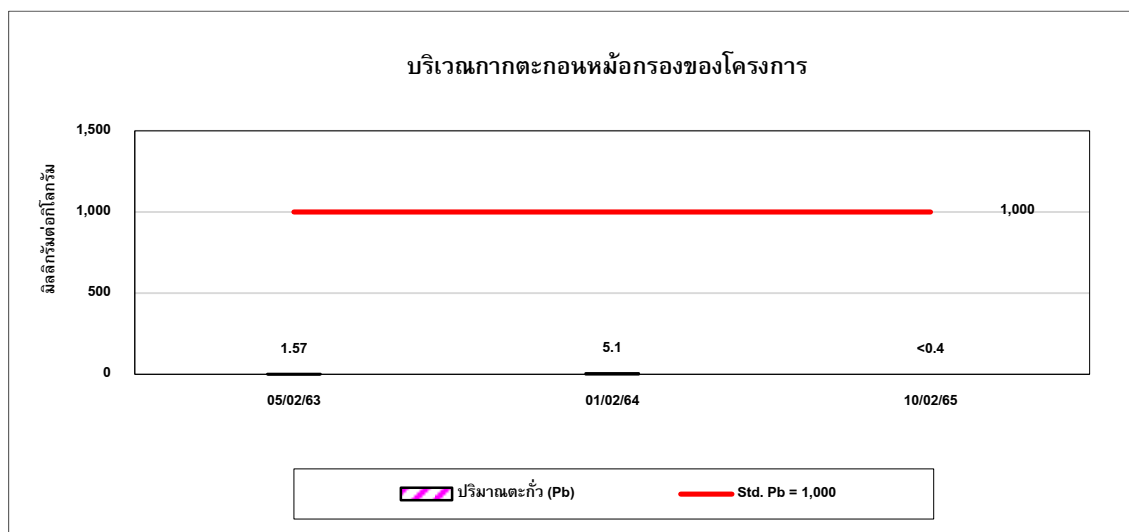 บริเวณกากตะกอนหม้อกรองของโครงการ
มิลลิกรัมต่อกิโลกรัม
1,500
1,000
500
0
1,000
1.57
5.1
<0.4
05/02/63
01/02/64
10/02/65
ปริมาณตะกั่ว (Pb)
Std. Pb = 1,000